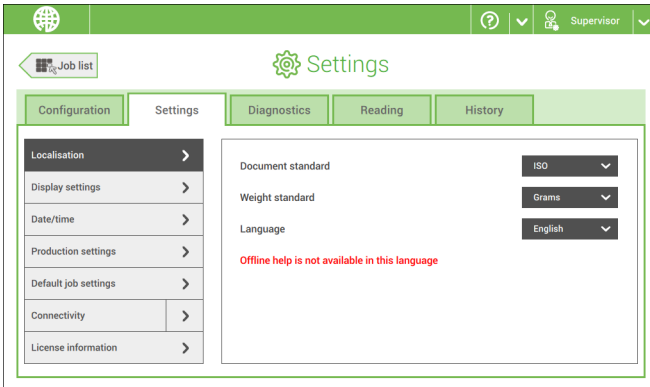 Supervisor
Job list
Settings
Configuration
Settings
Diagnostics
Reading
History
Localisation
Display settings
Date/time
Production settings
Default job settings
Connectivity
License information
Document standard
ISO
Weight standard
Grams
Language
English
Offline help is not available in this language